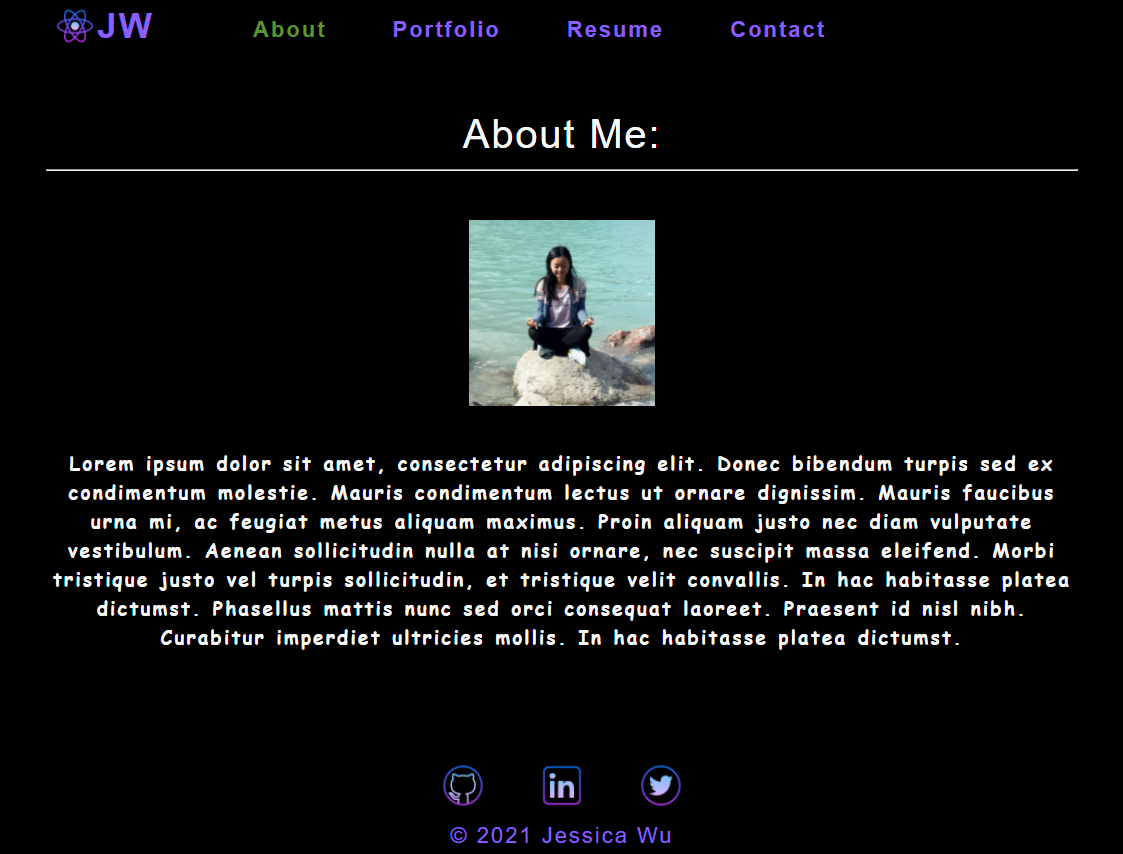 JW About Portfolio Resume Contact
About Me:
Lorem ipsum dolor sit amet, consectetur adipiscing elit. Donec bibendum turpis sed ex
condimentum molestie. Mauris condimentum lectus ut ornare dignissim. Mauris faucibus
urna mi, ac feugiat metus aliquam maximus. Proin aliquam justo nec diam vulputate
vestibulum. Aenean sollicitudin nulla at nisi ornare, nec suscipit massa eleifend. Morbi
tristique justo vel turpis sollicitudin, et tristique velit convallis. In hac habitasse platea
dictumst. Phasellus mattis nunc sed orci consequat laoreet. Praesent id nisl nibh.
Curabitur imperdiet ultricies mollis. In hac habitasse platea dictumst.
in
© 2021 Jessica Wu